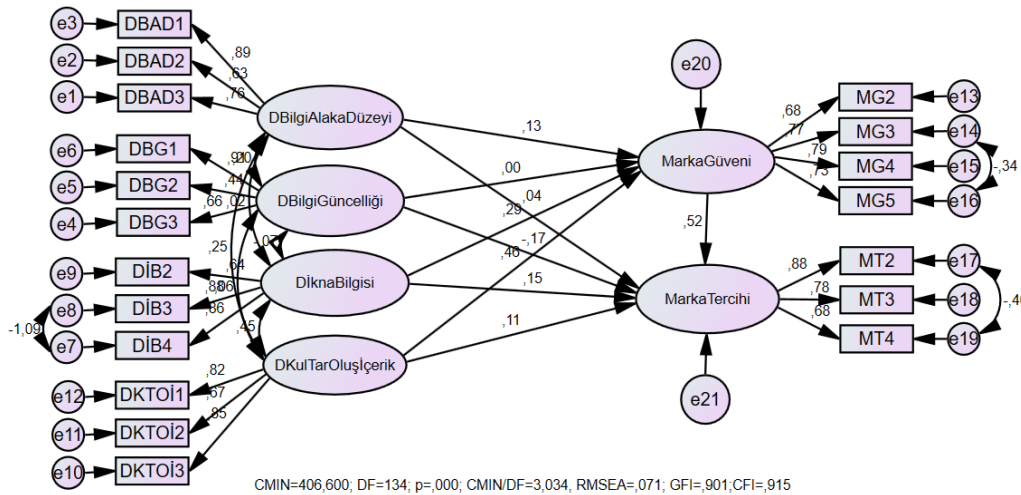 e3 DBAD1
e2 DBAD2
e1 DBAD3
,89
,63
,76
DBilgiAlakaDüzeyi
e6 DBG1
e5 DBG2
e4 DBG3
,44
,66 ,02
DBilgiGüncelliği
e9 DİB2
e8 DİB3
e7 DİB4
-1,09
,25
-,07
,64
,86
DİknaBilgisi
,45
e12 DKTOİ1
e11 DKTOİ2
e10 DKTOİ3
,82
,67
,85
DKulTarOluşİçerik
,13
,00
,04
,29
-,17
,46
,15
,11
e20
MarkaGüveni
,52
MarkaTercihi
e21
,68
,77
,79
,73
MG2 e13
MG3 e14
MG4 e15
MG5 e16
-,34
,88
,78
,68
MT2 e17
MT3 e18
MT4 e19
CMIN=406,600; DF=134; p=,000; CMIN/DF=3,034, RMSEA=,071; GFI=,901;CFI=,915